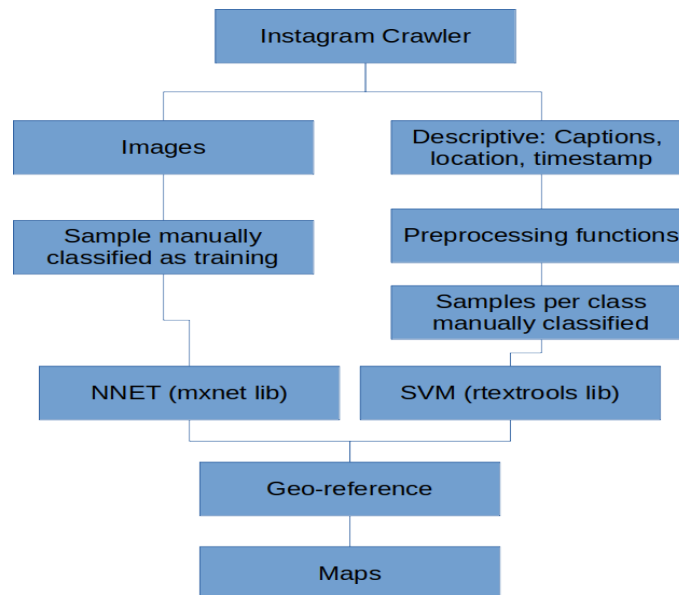 Instagram Crawler
Images
Descriptive: Captions,
location, timestamp
Sample manually
classified as training
Preprocessing functions
Samples per class
manually classified
NNET (mxnet lib)
SVM (rtextrools lib)
Geo-reference
Maps